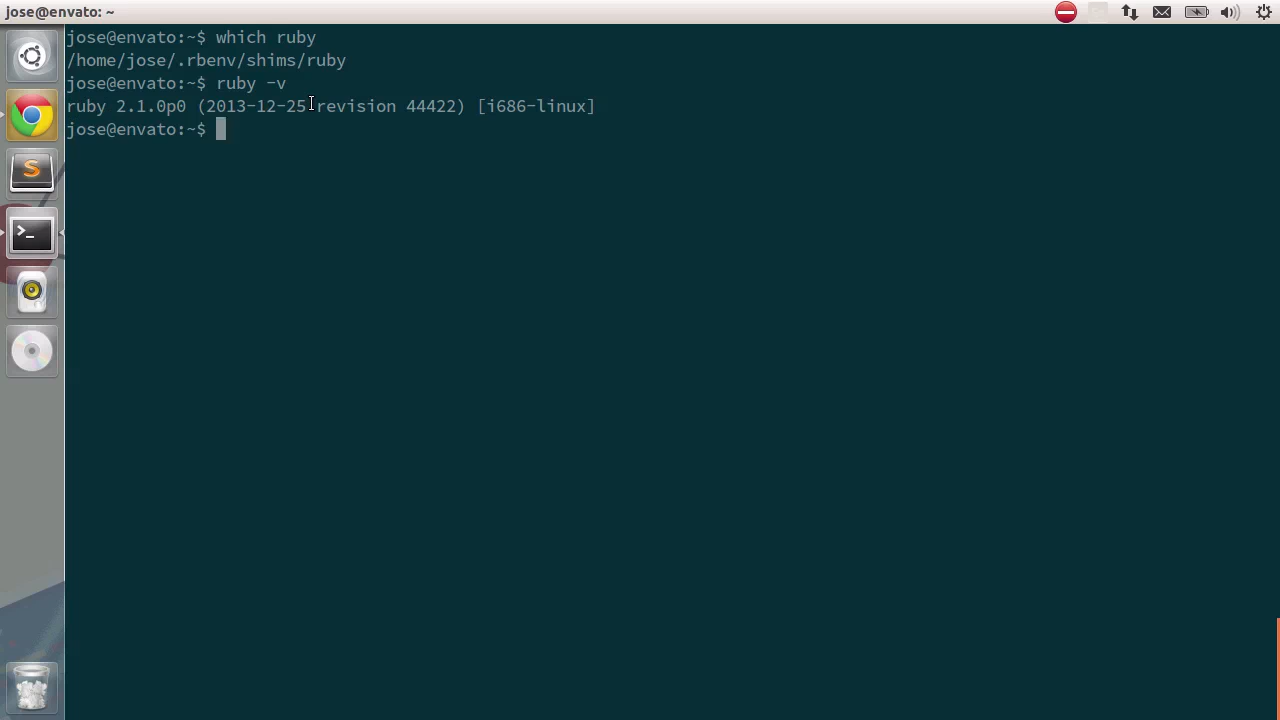 jose@envato: ~
jose@envato:~$ which ruby
/home/jose/.rbenv/shims/ruby
jose@envato:~$ ruby -v
ruby 2.1.0p0 (2013-12-25 revision 44422) [i686-linux]
jose@envato:~$